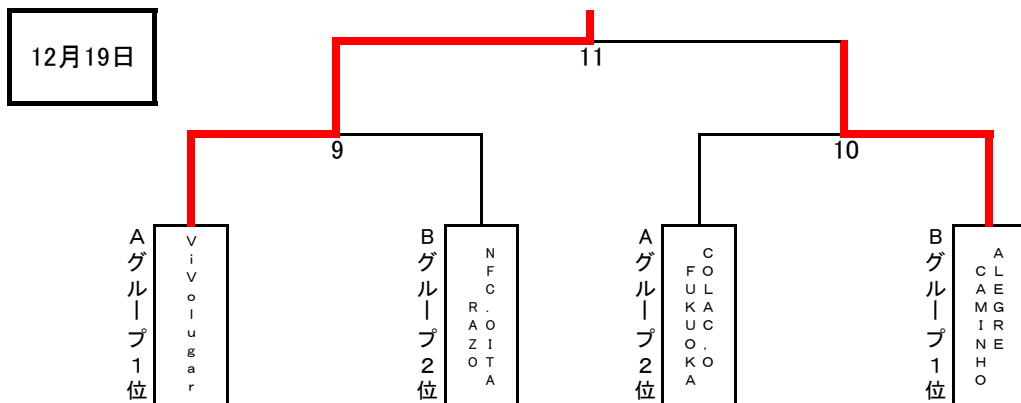 12月19日
11
9
10
Aグループ1位
ViVolugar
Bグループ2位
NFC.OITA
RAZO
Aグループ2位
COLAC,O
FUKUOKA
Bグループ1位
ALEGRE
CAMINHO